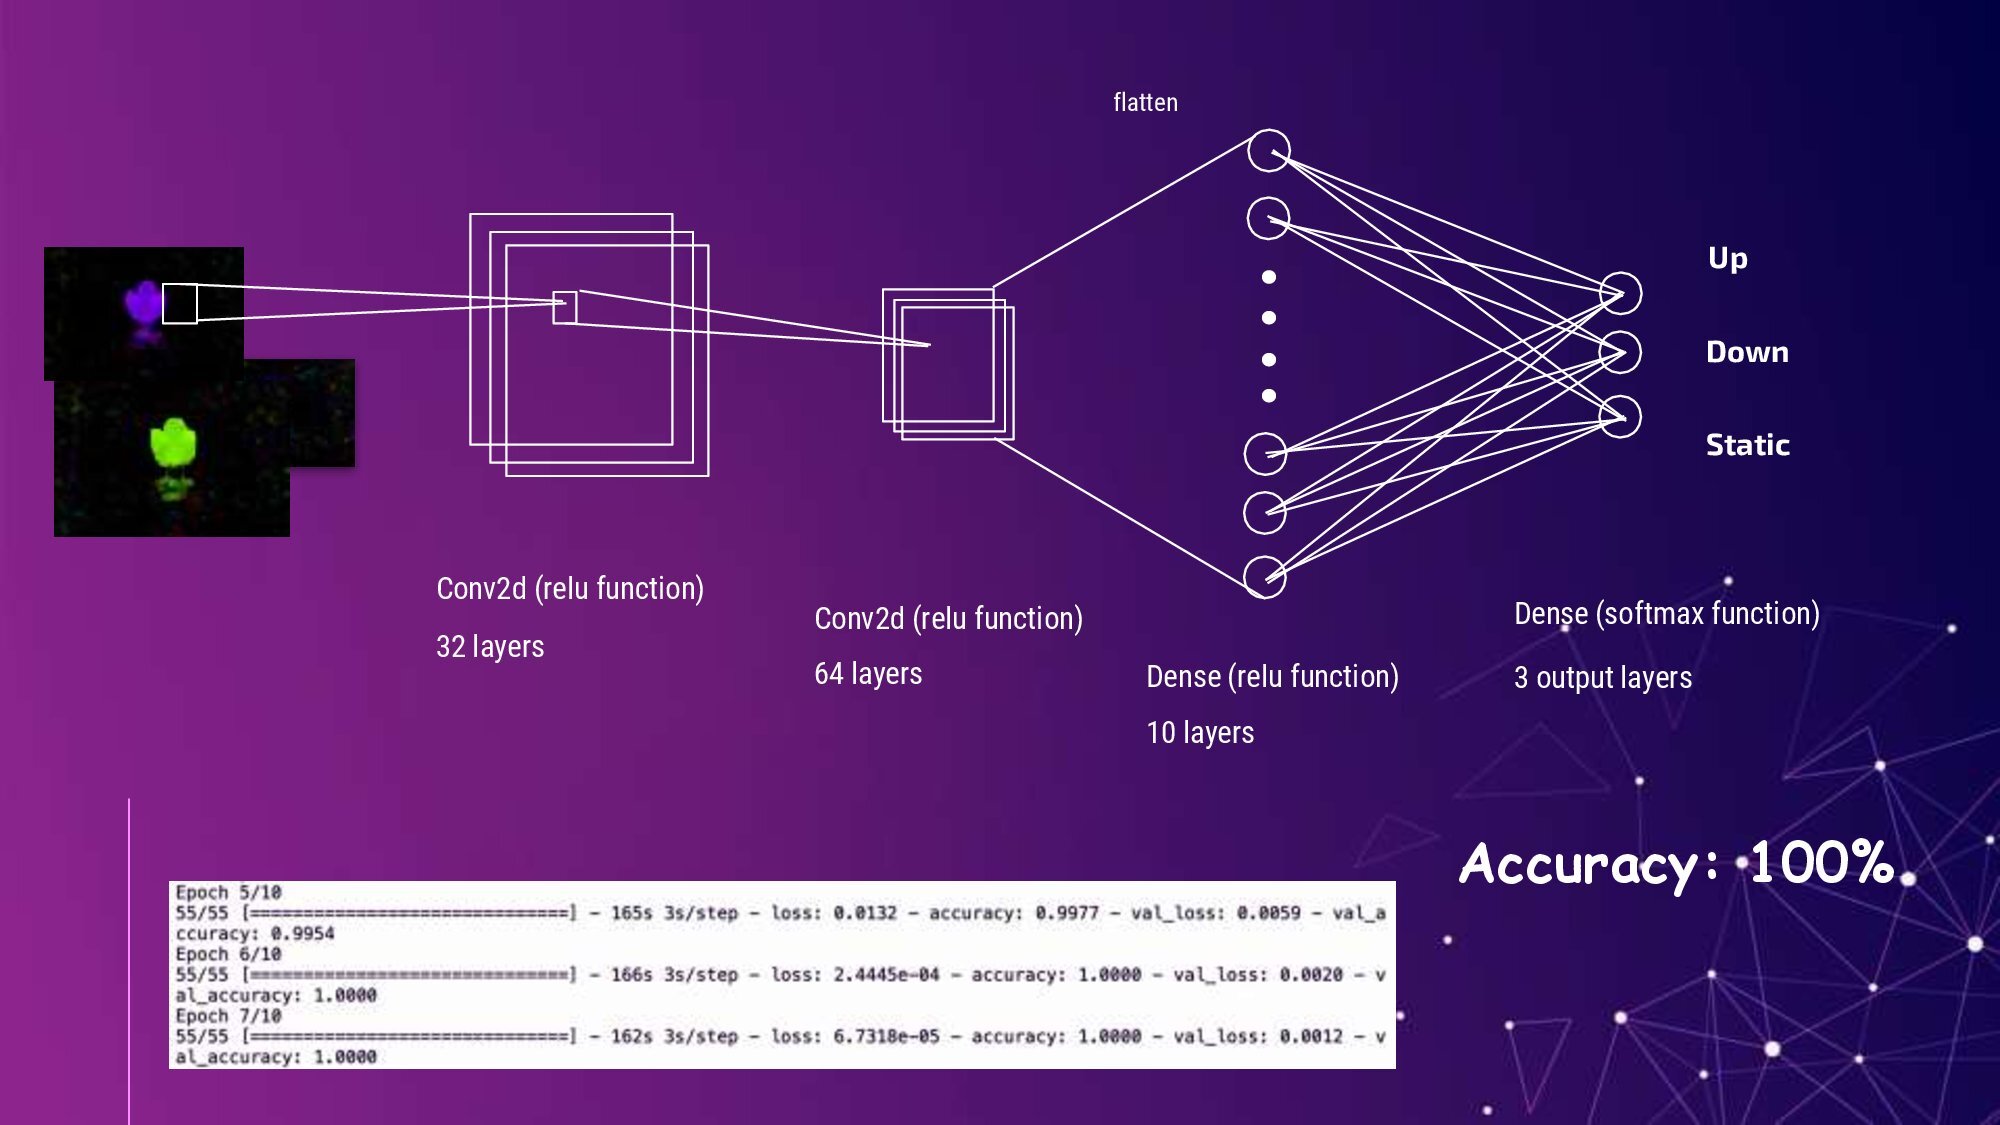 flatten
Up
Down
Static
Conv2d (relu function)
32 layers
Conv2d (relu function)
64 layers
Dense (relu function)
10 layers
Dense (softmax function)
3 output layers
Accuracy: 100%
Epoch 5/10
55/55 [==============================] - 165s 3s/step - loss: 0.0132 - accuracy: 0.9977 - val_loss: 0.0059 - val_a
ccuracy: 0.9954
Epoch 6/10
55/55 [==============================] - 166s 3s/step - loss: 2.4445e-04 - accuracy: 1.0000 - val_loss: 0.0020 - v
al_accuracy: 1.0000
Epoch 7/10
55/55 [==============================] - 162s 3s/step - loss: 6.7318e-05 - accuracy: 1.0000 - val_loss: 0.0012 - v
al_accuracy: 1.0000